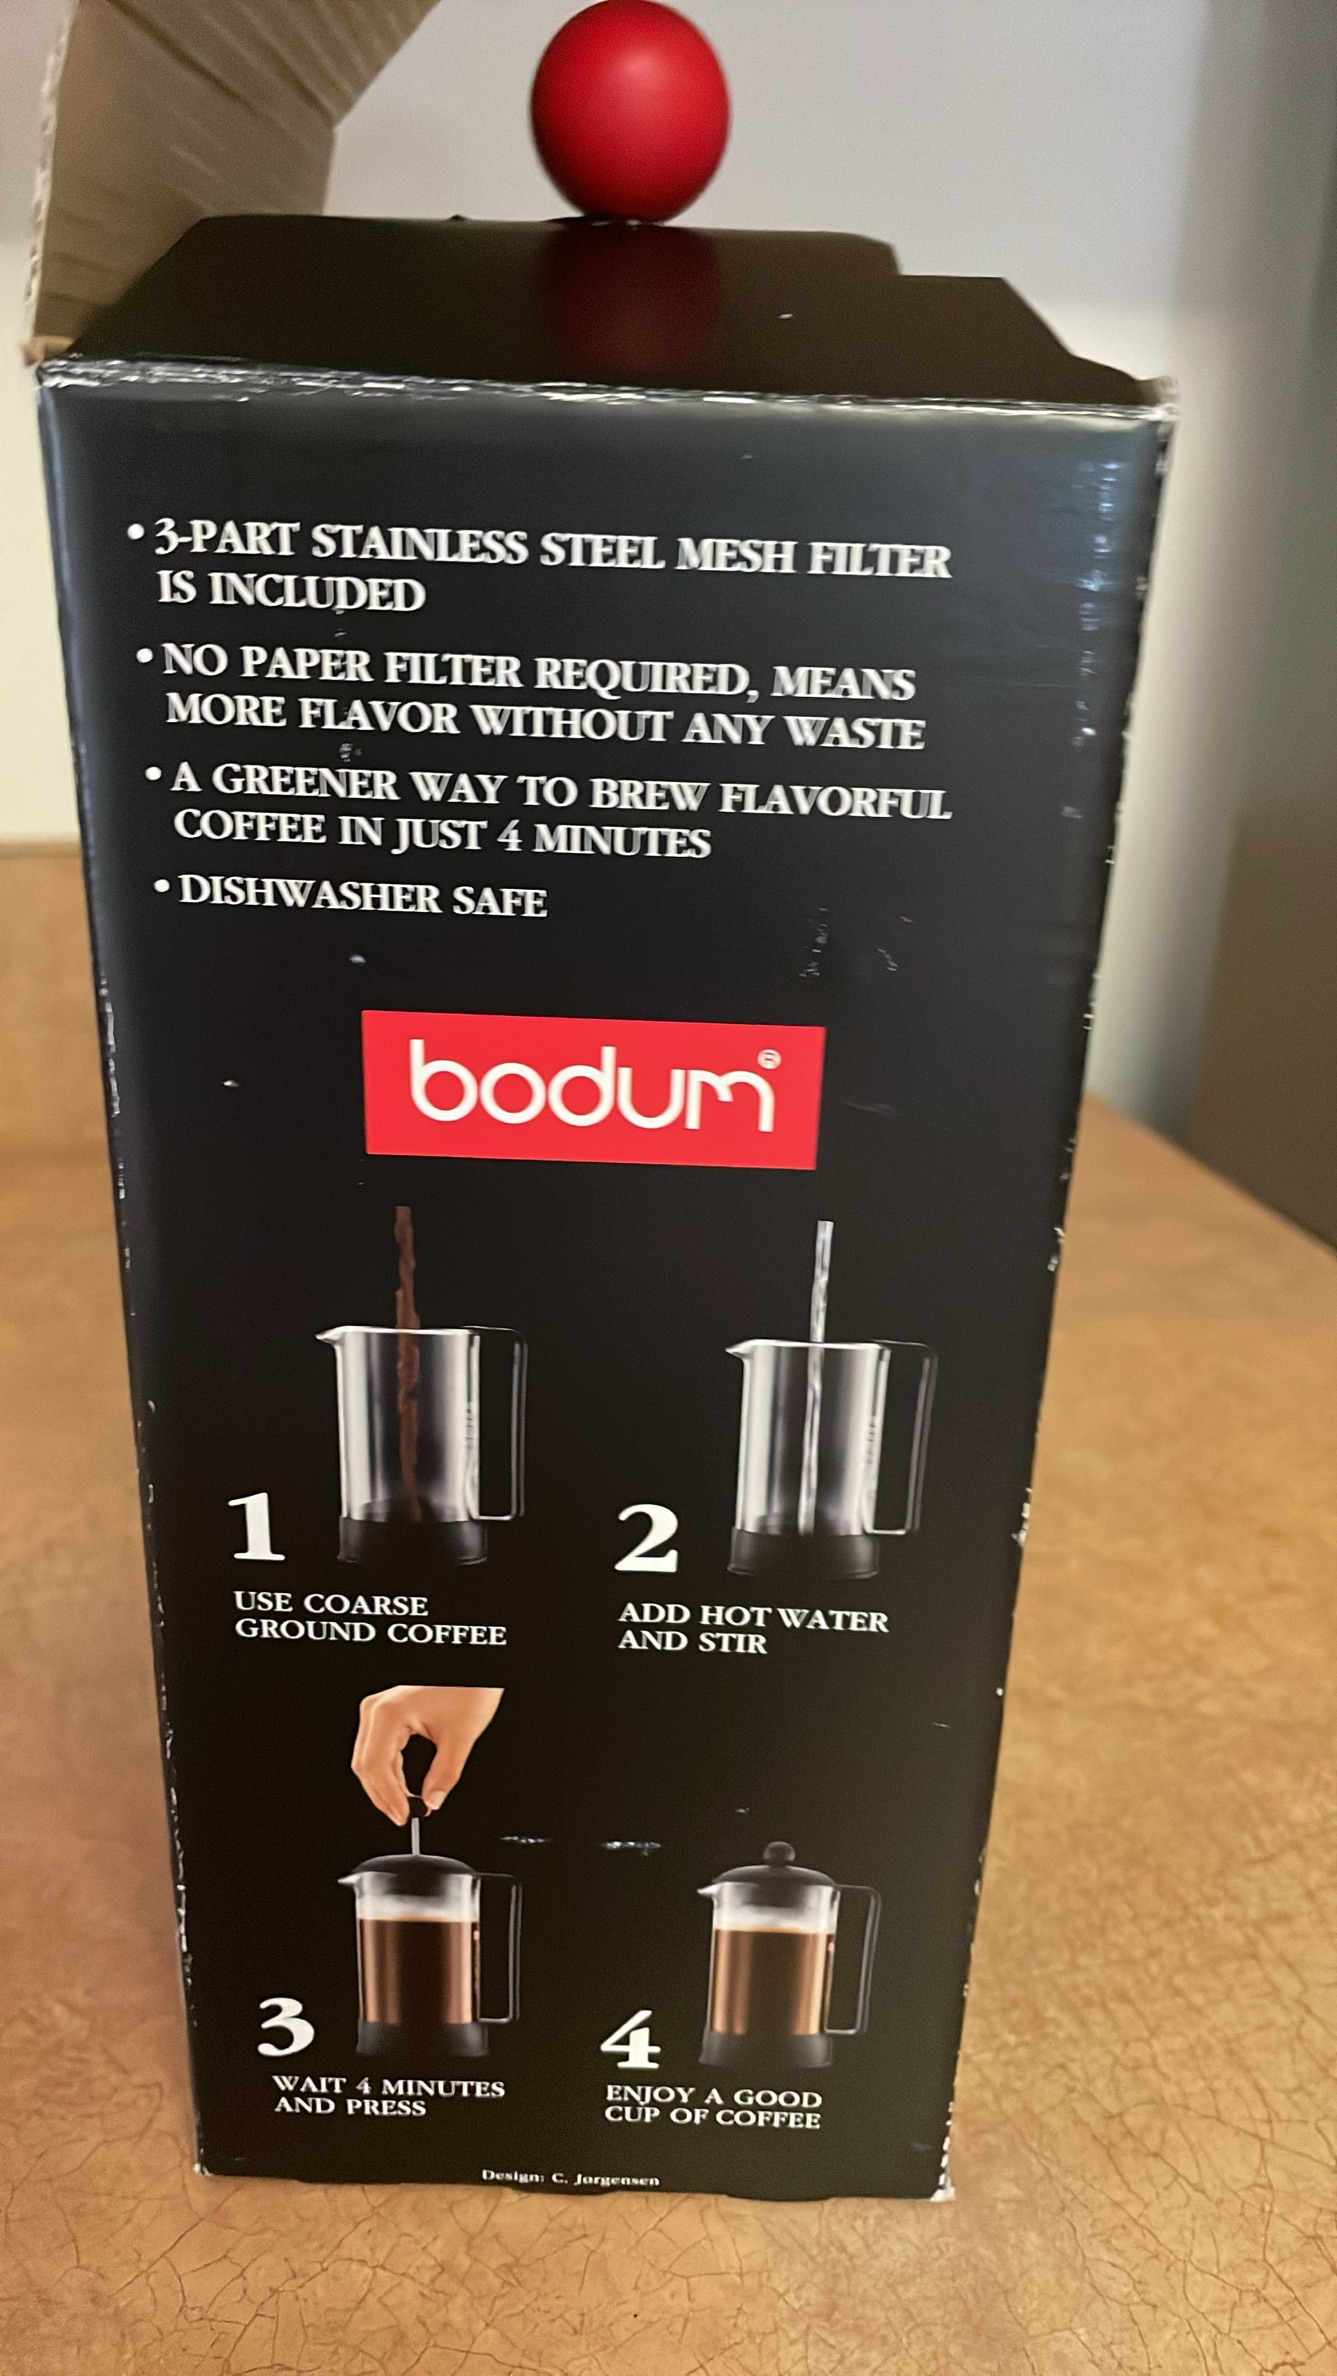 • 3-PART STAINLESS STEEL MESH FILTER
IS INCLUDED
• NO PAPER FILTER REQUIRED, MEANS
MORE FLAVOR WITHOUT ANY WASTE
• A GREENER WAY TO BREW FLAVORFUL
COFFEE IN JUST 4 MINUTES
• DISHWASHER SAFE
bodum®
1
USE COARSE
GROUND COFFEE
2
ADD HOT WATER
AND STIR
3
WAIT 4 MINUTES
AND PRESS
4
ENJOY A GOOD
CUP OF COFFEE
Design: C. Jørgensen